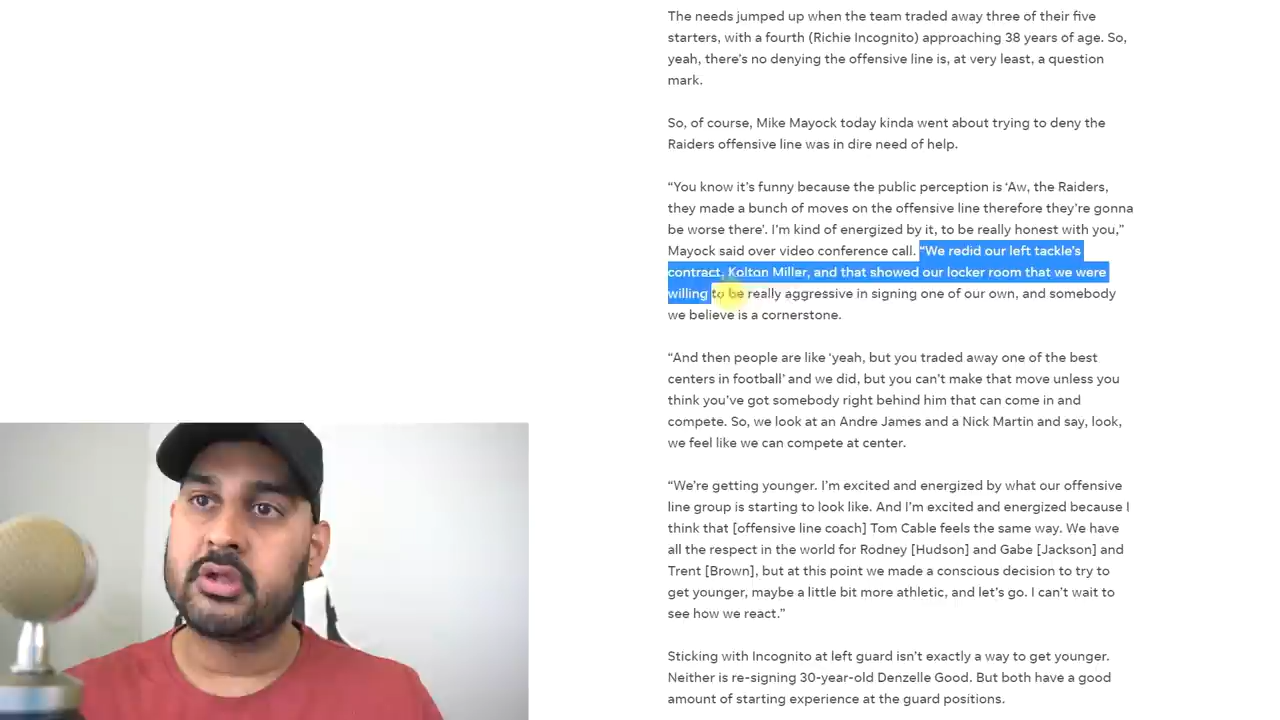 The needs jumped up when the team traded away three of their five
starters, with a fourth (Richie Incognito) approaching 38 years of age. So,
yeah, there's no denying the offensive line is, at very least, a question
mark.
So, of course, Mike Mayock today kinda went about trying to deny the
Raiders offensive line was in dire need of help.
“You know it’s funny because the public perception is ‘Aw, the Raiders,
they made a bunch of moves on the offensive line therefore they’re gonna
be worse there’. I’m kind of energized by it, to be really honest with you,”
Mayock said over video conference call. “We redid our left tackle’s
contract, Kolton Miller, and that showed our locker room that we were
willing to be really aggressive in signing one of our own, and somebody
we believe is a cornerstone.
“And then people are like ‘yeah, but you traded away one of the best
centers in football’ and we did, but you can’t make that move unless you
think you’ve got somebody right behind him that can come in and
compete. So, we look at an Andre James and a Nick Martin and say, look,
we feel like we can compete at center.
“We’re getting younger. I’m excited and energized by what our offensive
line group is starting to look like. And I’m excited and energized because I
think that [offensive line coach] Tom Cable feels the same way. We have
all the respect in the world for Rodney [Hudson] and Gabe [Jackson] and
Trent [Brown], but at this point we made a conscious decision to try to
get younger, maybe a little bit more athletic, and let’s go. I can’t wait to
see how we react.”
Sticking with Incognito at left guard isn’t exactly a way to get younger.
Neither is re-signing 30-year-old Denzelle Good. But both have a good
amount of starting experience at the guard positions.